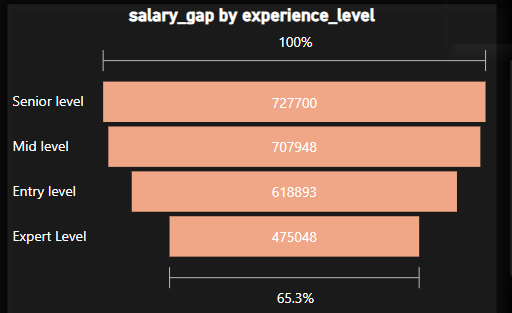 salary_gap by experience_level
100%
Senior level 727700
Mid level 707948
Entry level 618893
Expert Level 475048
65.3%